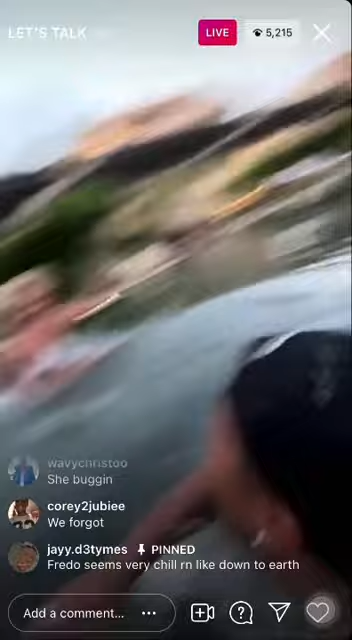 LET'S TALK
LIVE
5,215
wavychristoo
She buggin
corey2jubiee
We forgot
jayy.d3tymes PINNED
Fredo seems very chill rn like down to earth
Add a comment...